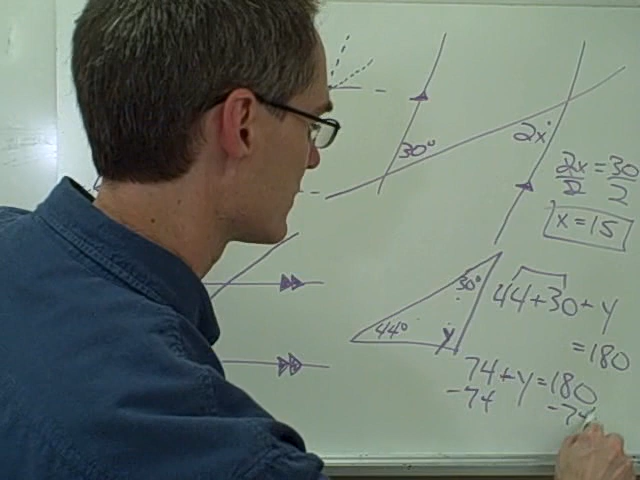 30°
2x°
2x = 30
2 2
x = 15
30°
44°
y
44+30+y
=180
74+y=180
-74 -74